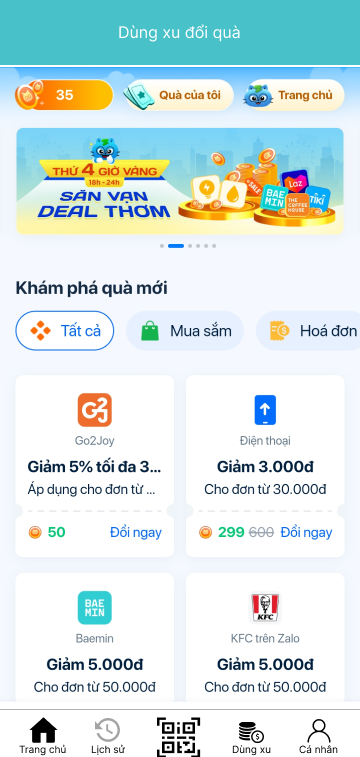 Dùng xu đổi quà
35
Quà của tôi
Trang chủ
THỨ 4 GIỜ VÀNG
18h - 24h
SĂN VẠN
DEAL THƠM
SALE
Laz
BAE
MIN
THE
COFFEE
HOUSE
TIKI
Khám phá quà mới
Tất cả
Mua sắm
Hoá đơn
G2J
Go2Joy
Giảm 5% tối đa 3...
Áp dụng cho đơn từ ...
50
Đổi ngay
Điện thoại
Giảm 3.000đ
Cho đơn từ 30.000đ
299 600 Đổi ngay
BAE
MIN
Baemin
Giảm 5.000đ
Cho đơn từ 50.000đ
KFC
KFC trên Zalo
Giảm 5.000đ
Cho đơn từ 50.000đ
Trang chủ
Lịch sử
Dùng xu
Cá nhân